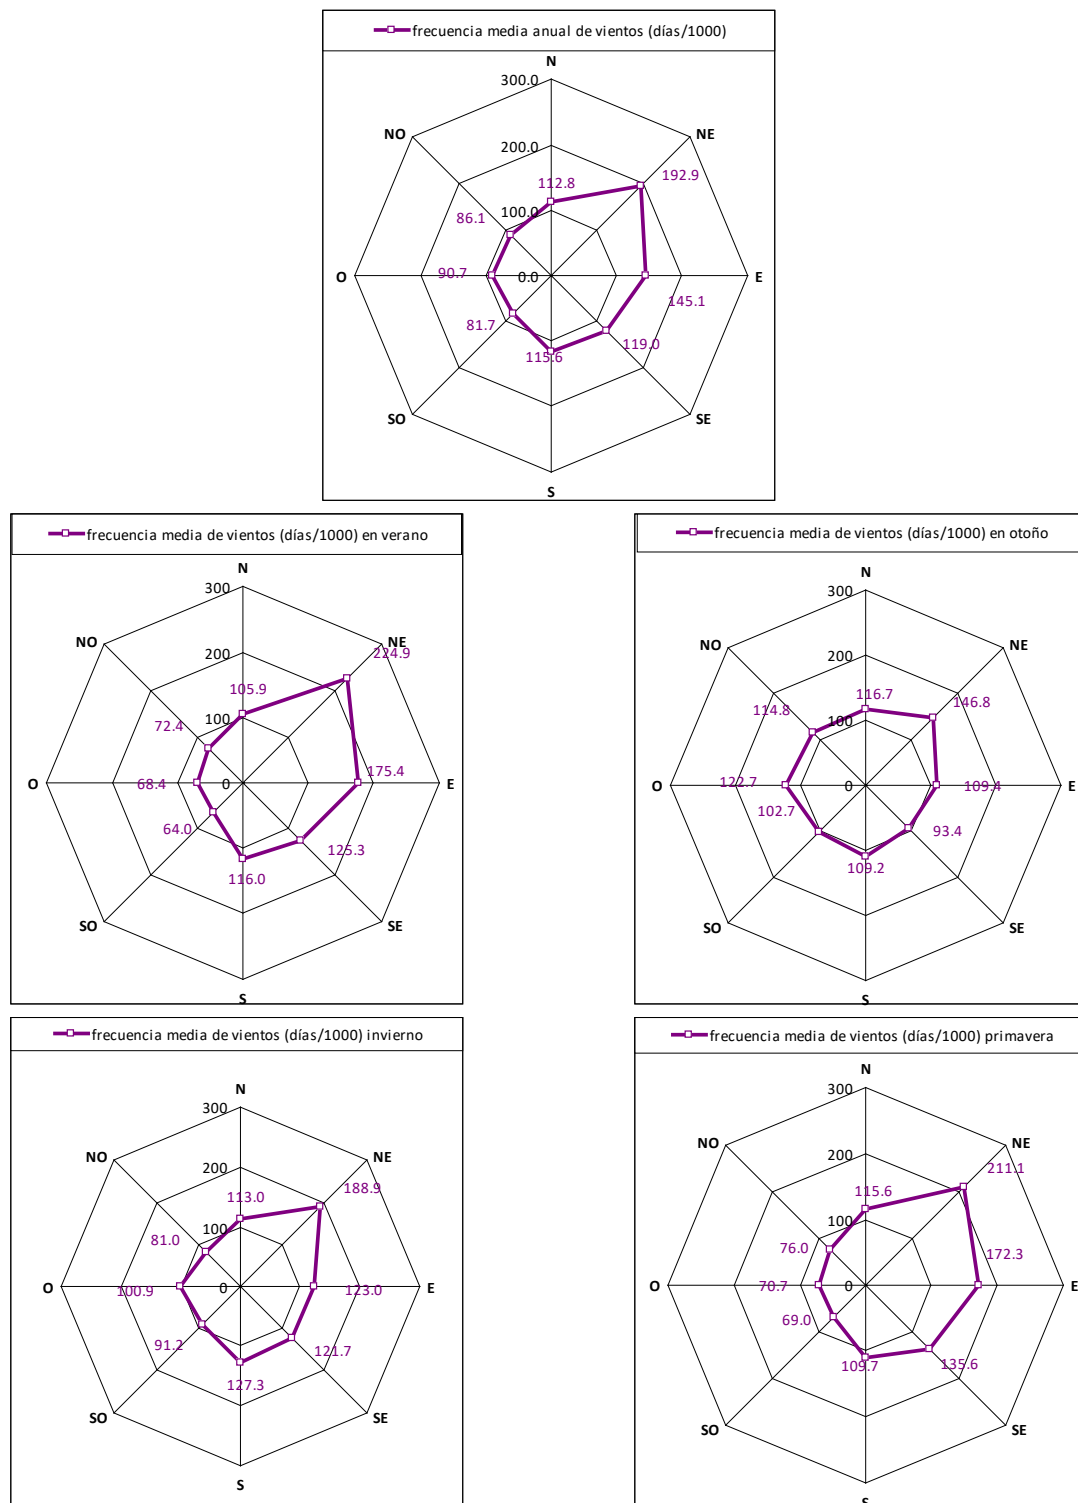 frecuencia media anual de vientos (días/1000)
N
300.0
NO
NE
200.0
192.9
112.8
100.0
86.1
O
90.7
0.0
E
145.1
81.7
115.6
119.0
SO
SE
S
frecuencia media de vientos (días/1000) en verano
N
300
NO
NE
224.9
200
105.9
100
72.4
O
68.4
0
175.4
E
64.0
125.3
116.0
SO
SE
S
frecuencia media de vientos (días/1000) en otoño
N
300
NO
NE
200
114.8
116.7
146.8
100
O
122.7
0
109.4
E
102.7
93.4
109.2
SO
SE
S
frecuencia media de vientos (días/1000) invierno
N
300
NO
NE
200
188.9
113.0
100
81.0
O
100.9
0
123.0
E
91.2
121.7
127.3
SO
SE
S
frecuencia media de vientos (días/1000) primavera
N
300
NO
NE
211.1
200
115.6
100
76.0
172.3
O
70.7
0
E
69.0
109.7
135.6
SO
SE
S